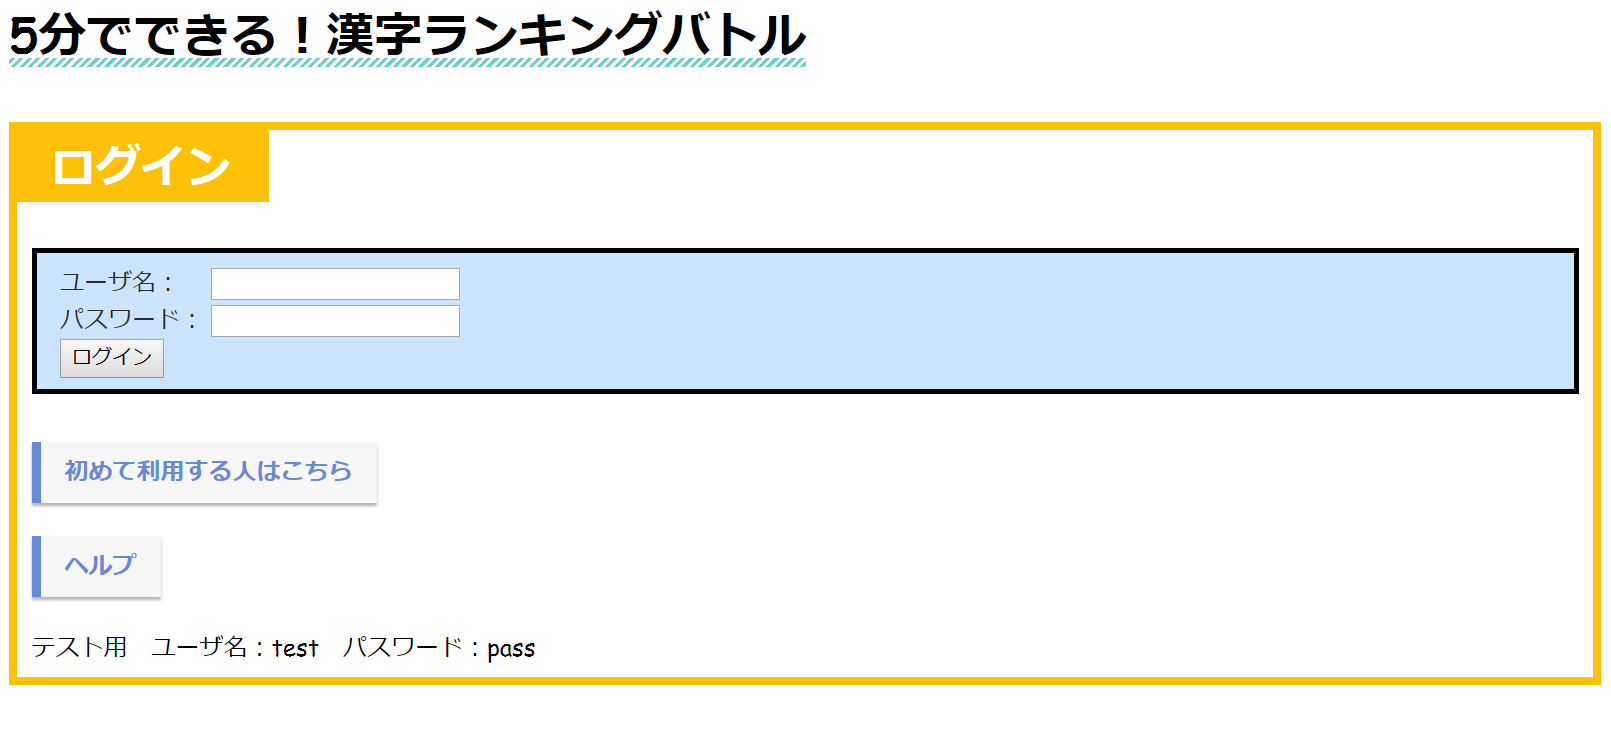 5分でできる！漢字ランキングバトル
ログイン
ユーザ名：
パスワード：
ログイン
初めて利用する人はこちら
ヘルプ
テスト用　ユーザ名：test　パスワード：pass